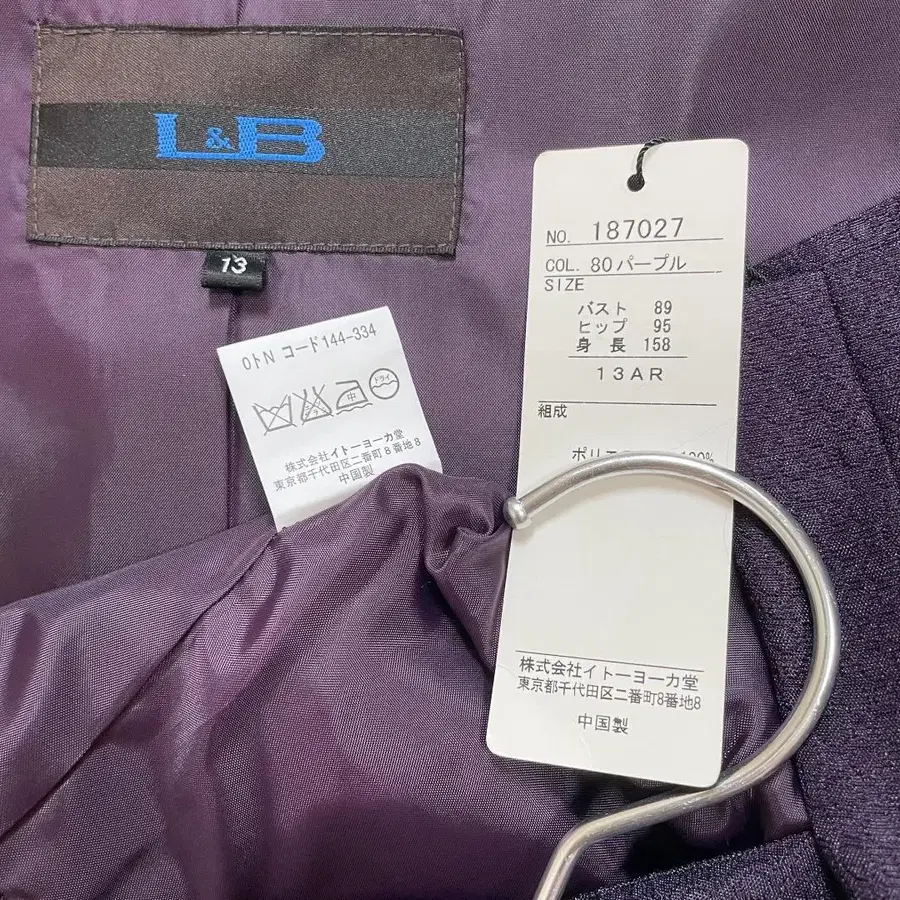 L&B
13
0トN コード144-334
中
ドライ
株式会社イトーヨーカ堂
東京都千代田区二番町8番地8
中国製
NO. 187027
COL. 80パープル
SIZE
バスト 89
ヒップ 95
身長 158
13AR
組成
株式会社イトーヨーカ堂
東京都千代田区二番町8番地8
中国製